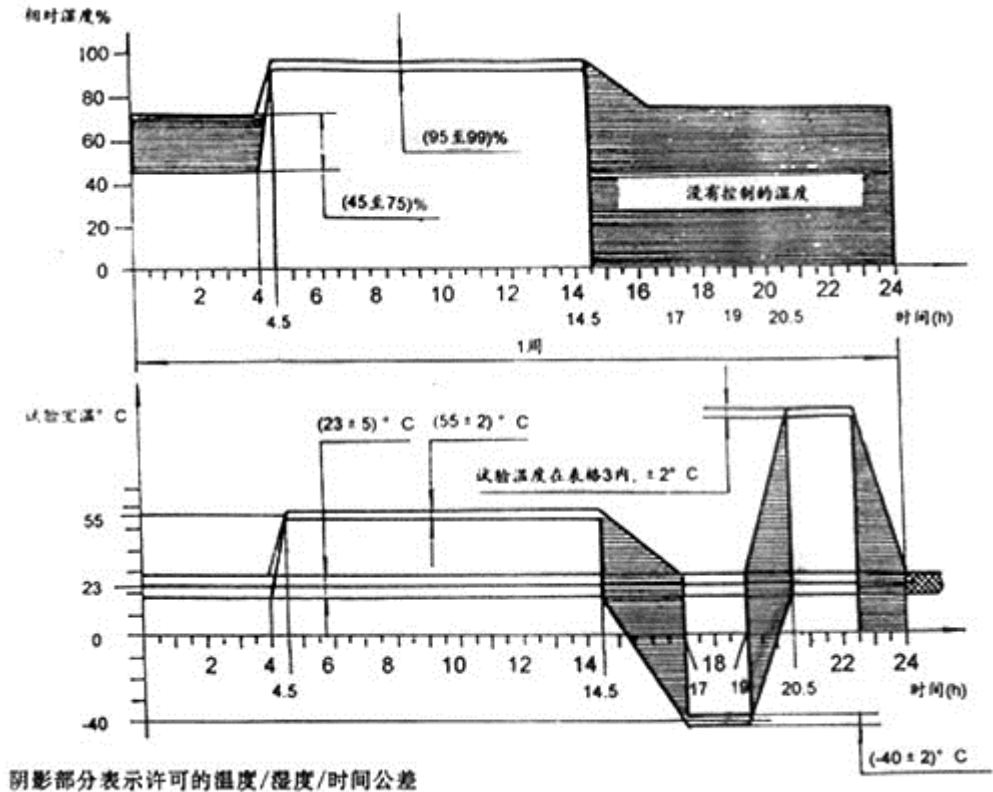 相对湿度%
100
80
60
40
20
0
(95至99)%
(45至75)%
没有控制的湿度
2 4 6 8 10 12 14 16 18 20 22 24
4.5 14.5 17 19 20.5 时间(h)
1周
试验室温° C
(23±5)° C (55±2)° C
试验温度在表格3内, ±2° C
55
23
0
-40
2 4 6 8 10 12 14 18 22 24
4.5 14.5 17 19 20.5 时间(h)
(-40±2)° C
阴影部分表示许可的温度/湿度/时间公差